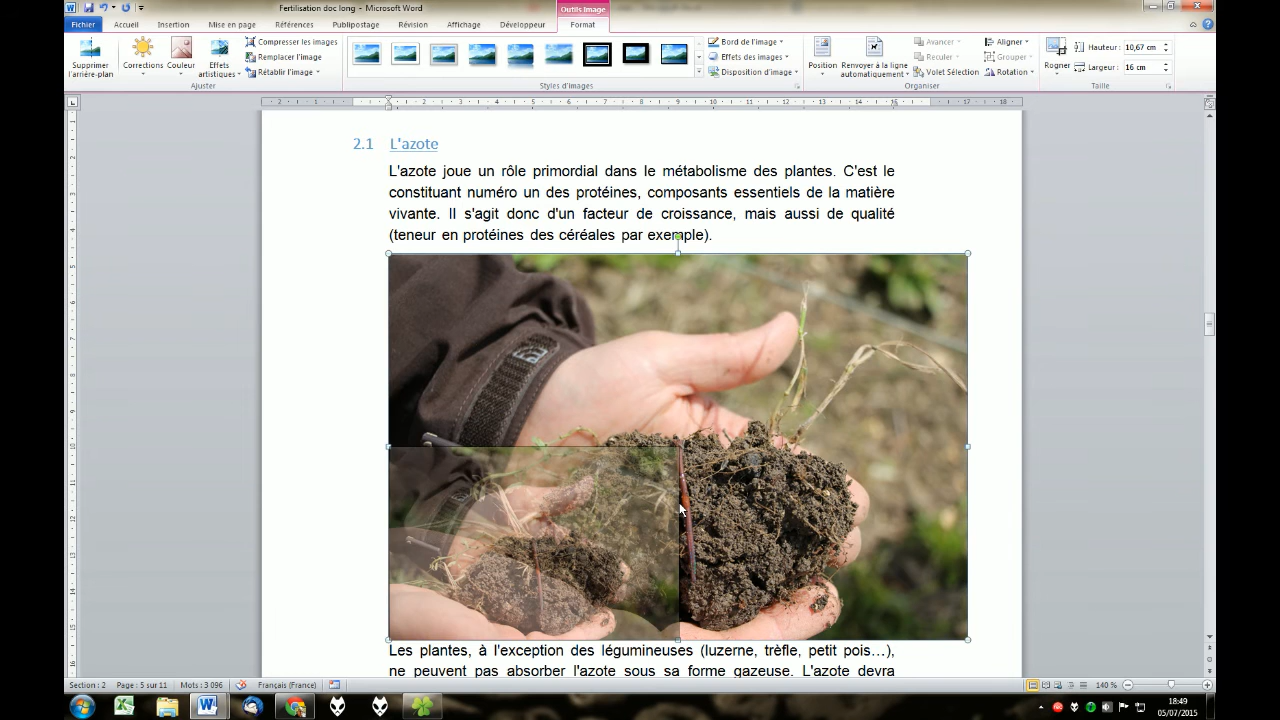 Fertilisation doc long - Microsoft Word
Outils Image
Fichier Accueil Insertion Mise en page Références Publipostage Révision Affichage Développeur Format
Supprimer l'arrière-plan
Corrections
Couleur
Effets artistiques
Compresser les images
Remplacer l'image
Rétablir l'image
Ajuster
Styles d'images
Bord de l'image
Effets des images
Disposition d'image
Position
Renvoyer à la ligne automatiquement
Avancer
Reculer
Volet Sélection
Aligner
Grouper
Rotation
Organiser
Rogner
Hauteur: 10,67 cm
Largeur: 16 cm
Taille
2.1 L'azote
L'azote joue un rôle primordial dans le métabolisme des plantes. C'est le
constituant numéro un des protéines, composants essentiels de la matière
vivante. Il s'agit donc d'un facteur de croissance, mais aussi de qualité
(teneur en protéines des céréales par exemple).
Les plantes, à l'exception des légumineuses (luzerne, trèfle, petit pois…),
ne peuvent pas absorber l'azote sous sa forme gazeuse. L'azote devra
Section : 2 Page : 5 sur 11 Mots : 3 096 Français (France) 140 %
18:49
05/07/2015